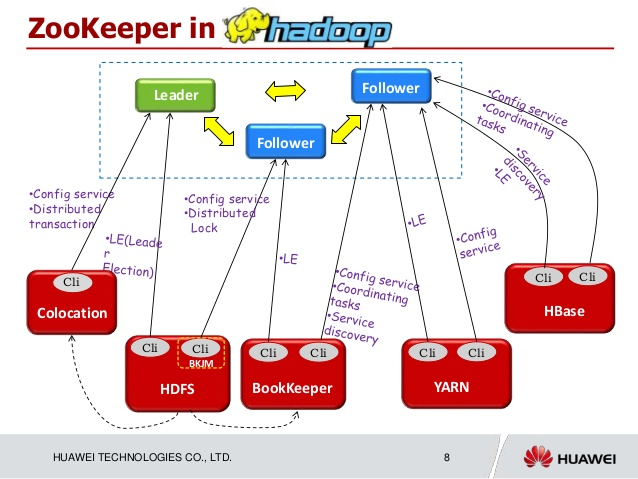 ZooKeeper in hadoop
Leader
Follower
Follower
•Config service
•Coordinating
tasks
•Service
discovery
•LE
•Config service
•Distributed
transaction
•LE(Leade
r
Election)
•Config service
•Distributed
Lock
•LE
•Config service
•Coordinating
tasks
•Service
discovery
•LE
•Config
service
Cli
Colocation
Cli
Cli
BKJM
HDFS
Cli
Cli
BookKeeper
Cli
Cli
YARN
Cli
Cli
HBase
HUAWEI TECHNOLOGIES CO., LTD.
8
HUAWEI